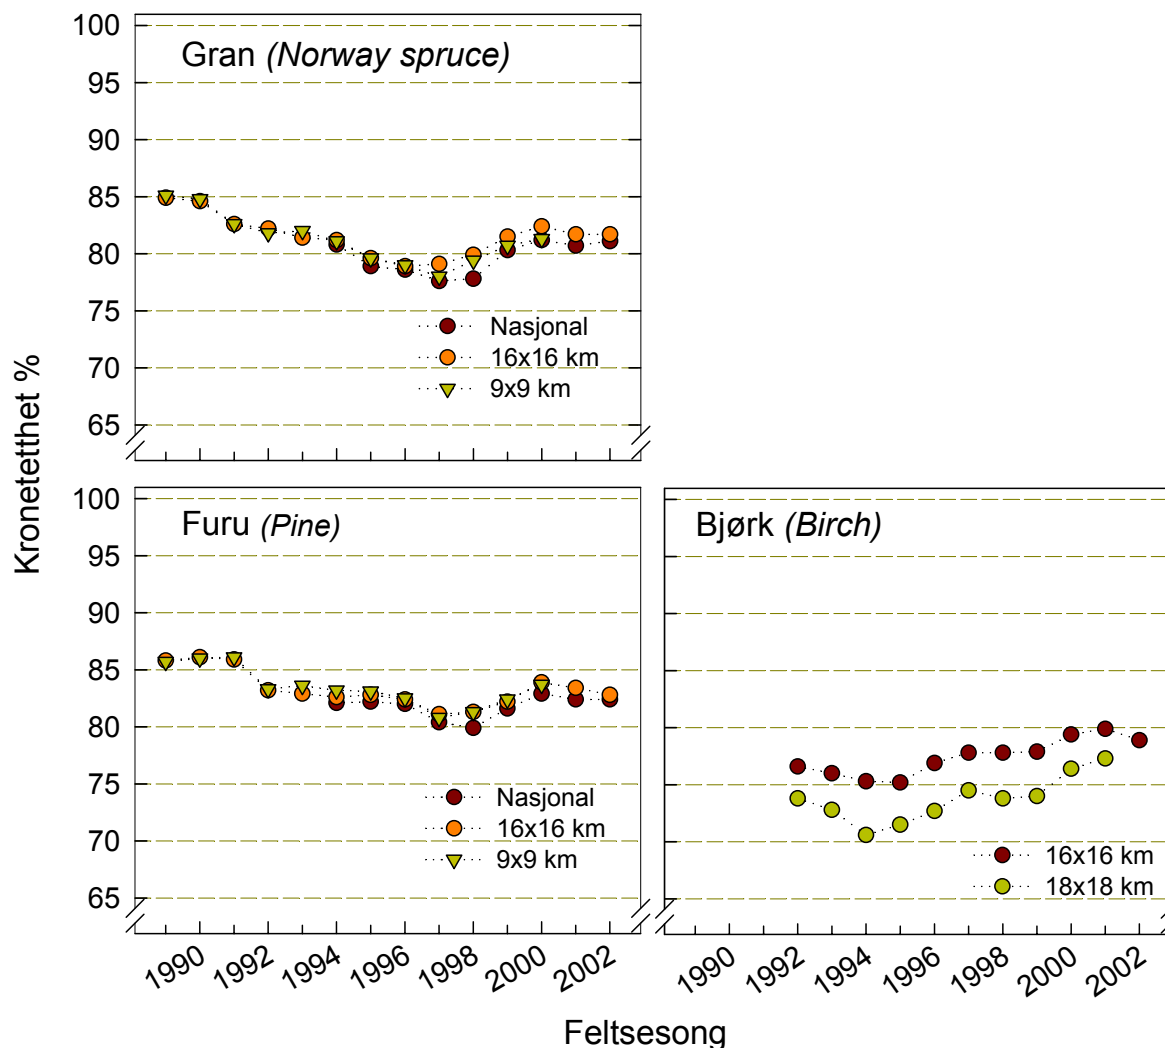 Kronetetthet %
Gran (Norway spruce)
100
95
90
85
80
75
70
65
Nasjonal
16x16 km
9x9 km
Furu (Pine)
100
95
90
85
80
75
70
65
Nasjonal
16x16 km
9x9 km
1990
1992
1994
1996
1998
2000
2002
Bjørk (Birch)
16x16 km
18x18 km
1990
1992
1994
1996
1998
2000
2002
Feltsesong